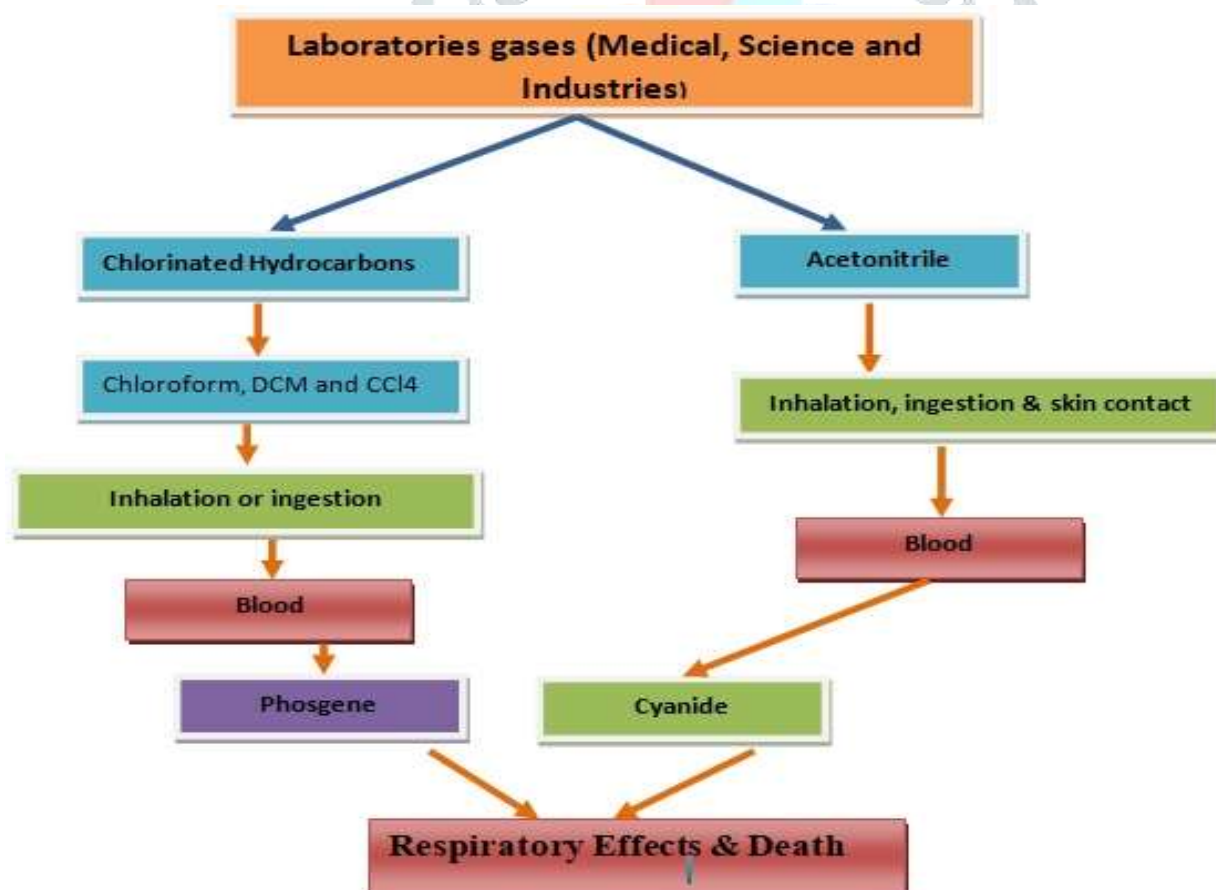 Laboratories gases (Medical, Science and
Industries)
Chlorinated Hydrocarbons
Acetonitrile
Chloroform, DCM and CCl4
Inhalation, ingestion & skin contact
Inhalation or ingestion
Blood
Blood
Phosgene
Cyanide
Respiratory Effects & Death